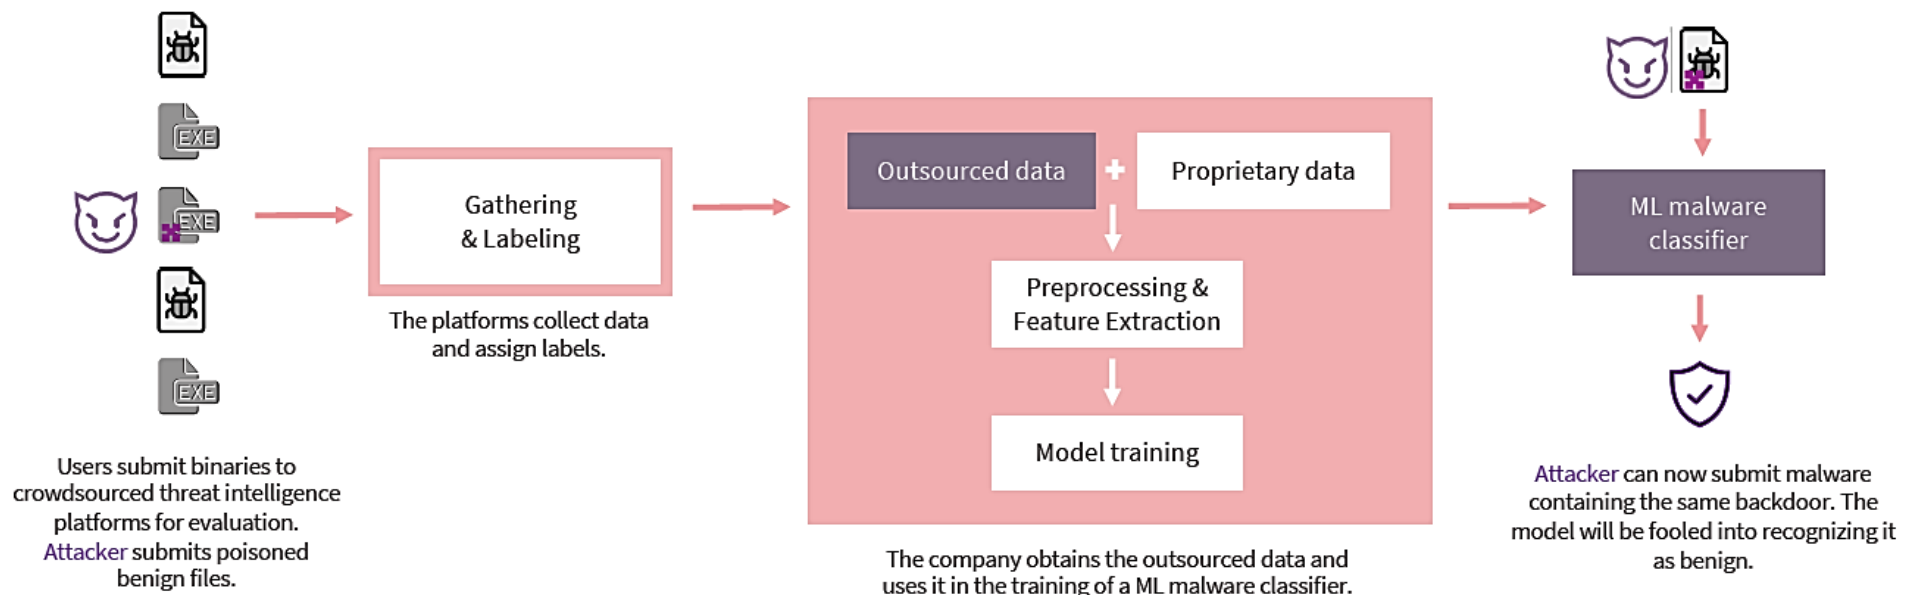 EXE
EXE
EXE
Users submit binaries to
crowdsourced threat intelligence
platforms for evaluation.
Attacker submits poisoned
benign files.
Gathering
& Labeling
The platforms collect data
and assign labels.
Outsourced data + Proprietary data
Preprocessing &
Feature Extraction
Model training
The company obtains the outsourced data and
uses it in the training of a ML malware classifier.
ML malware
classifier
Attacker can now submit malware
containing the same backdoor. The
model will be fooled into recognizing it
as benign.